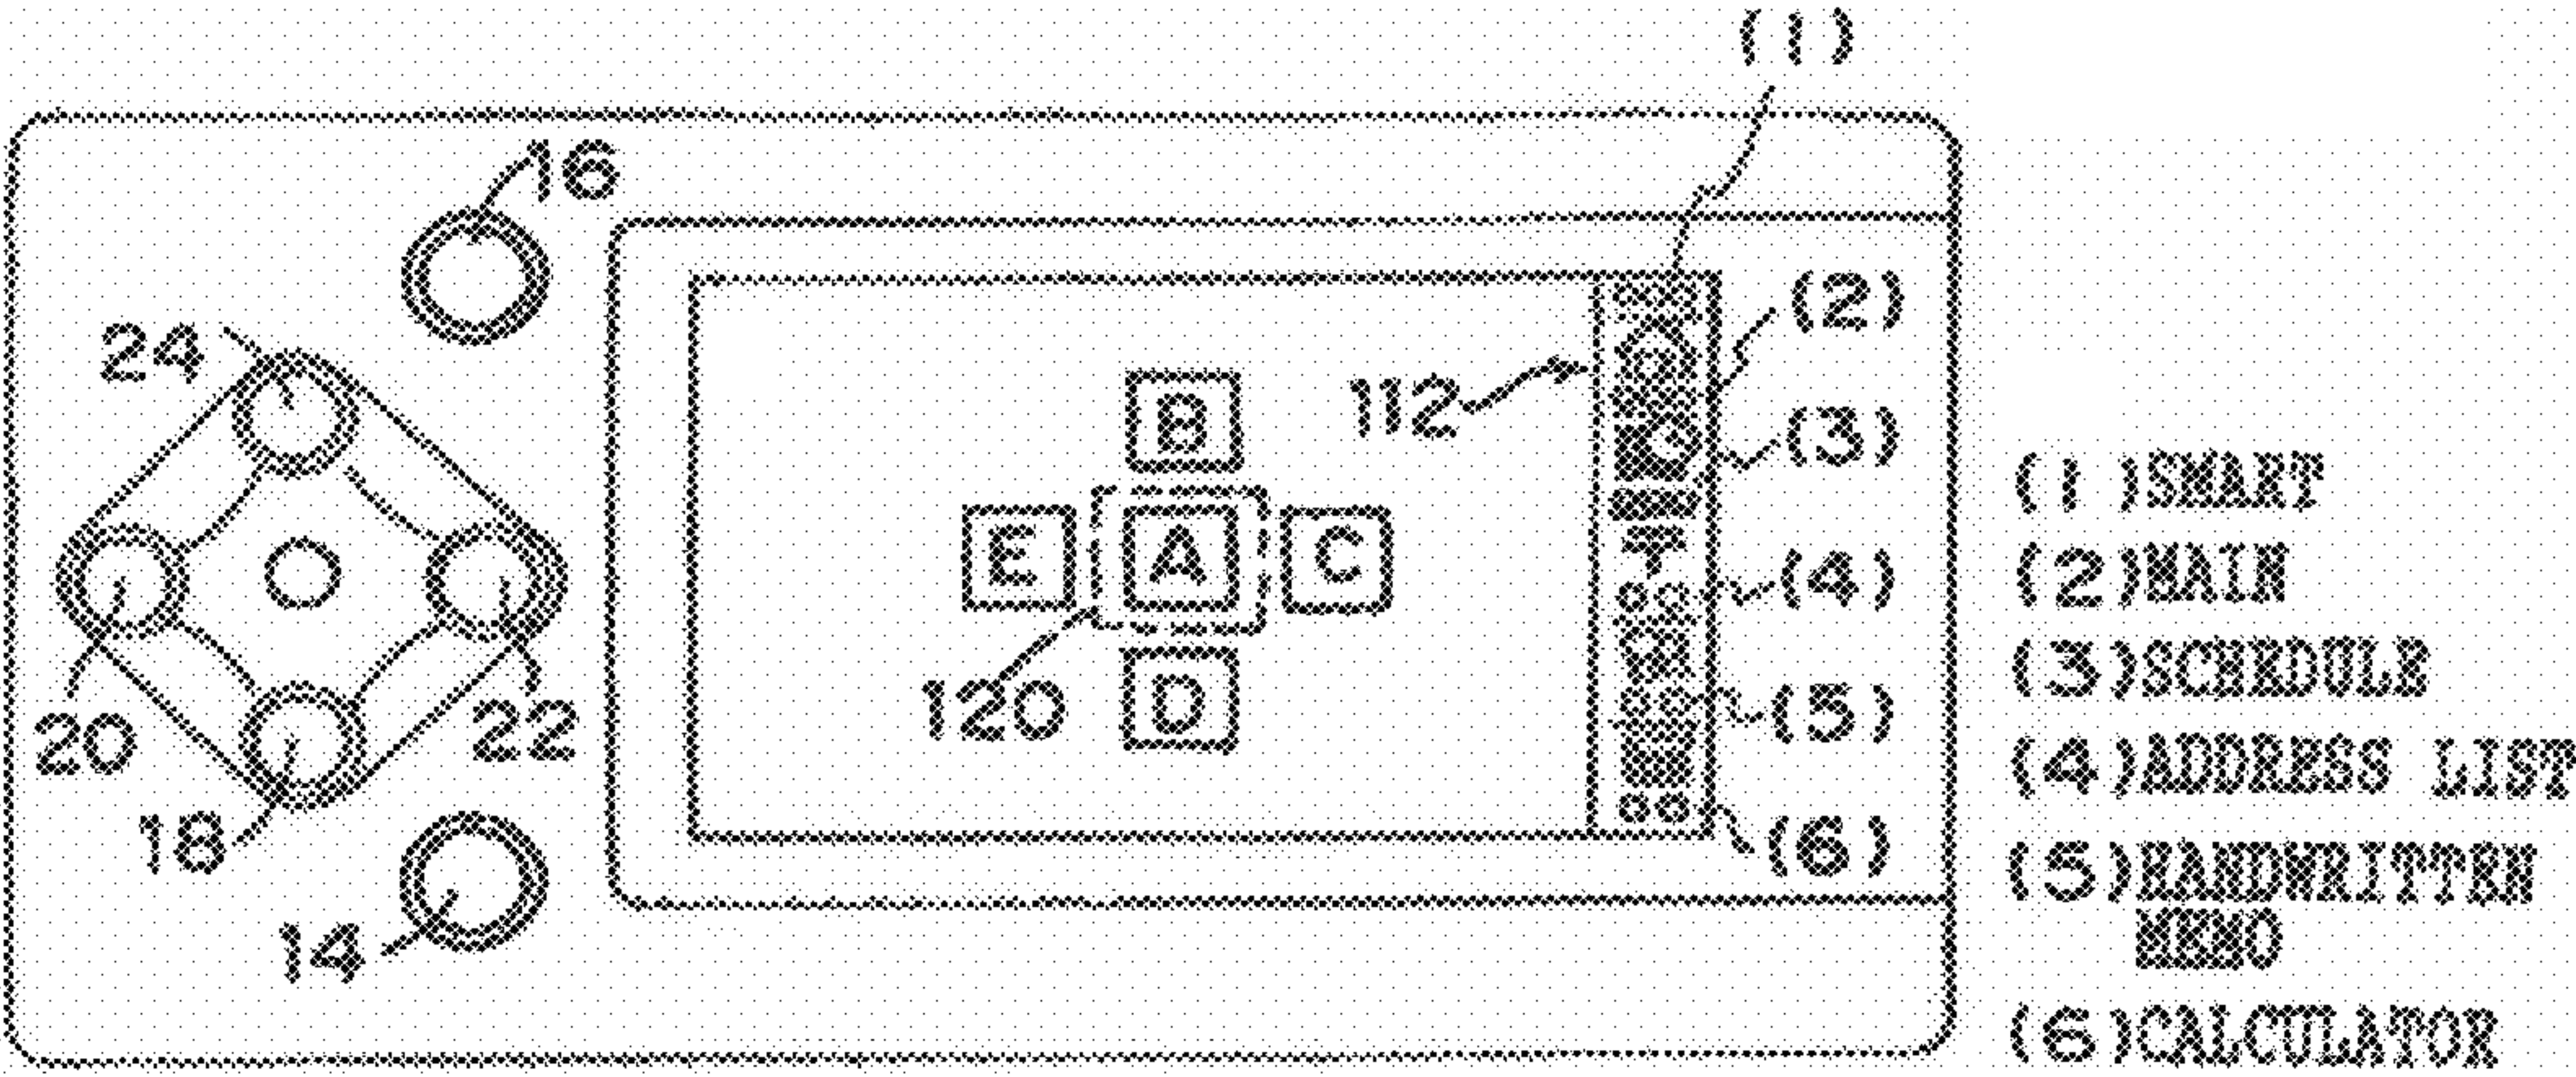 (1)
16
(2)
24
112
B
(3)
E
A
C
(4)
120
D
(5)
20
22
18
(6)
14
(1)SMART
(2)MAIN
(3)SCHEDULE
(4)ADDRESS LIST
(5)HANDWRITTEN
MEMO
(6)CALCULATOR